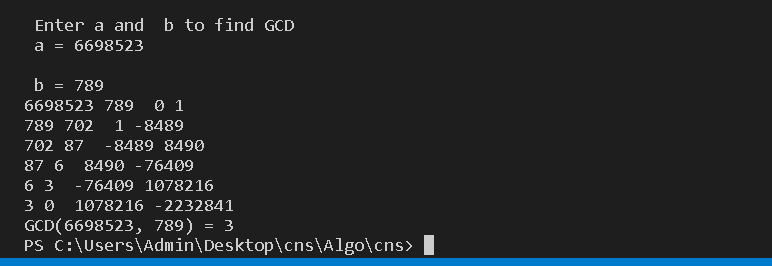 Enter a and  b to find GCD
a = 6698523
b = 789
6698523 789  0 1
789 702  1 -8489
702 87  -8489 8490
87 6  8490 -76409
6 3  -76409 1078216
3 0  1078216 -2232841
GCD(6698523, 789) = 3
PS C:\Users\Admin\Desktop\cns\Algo\cns>